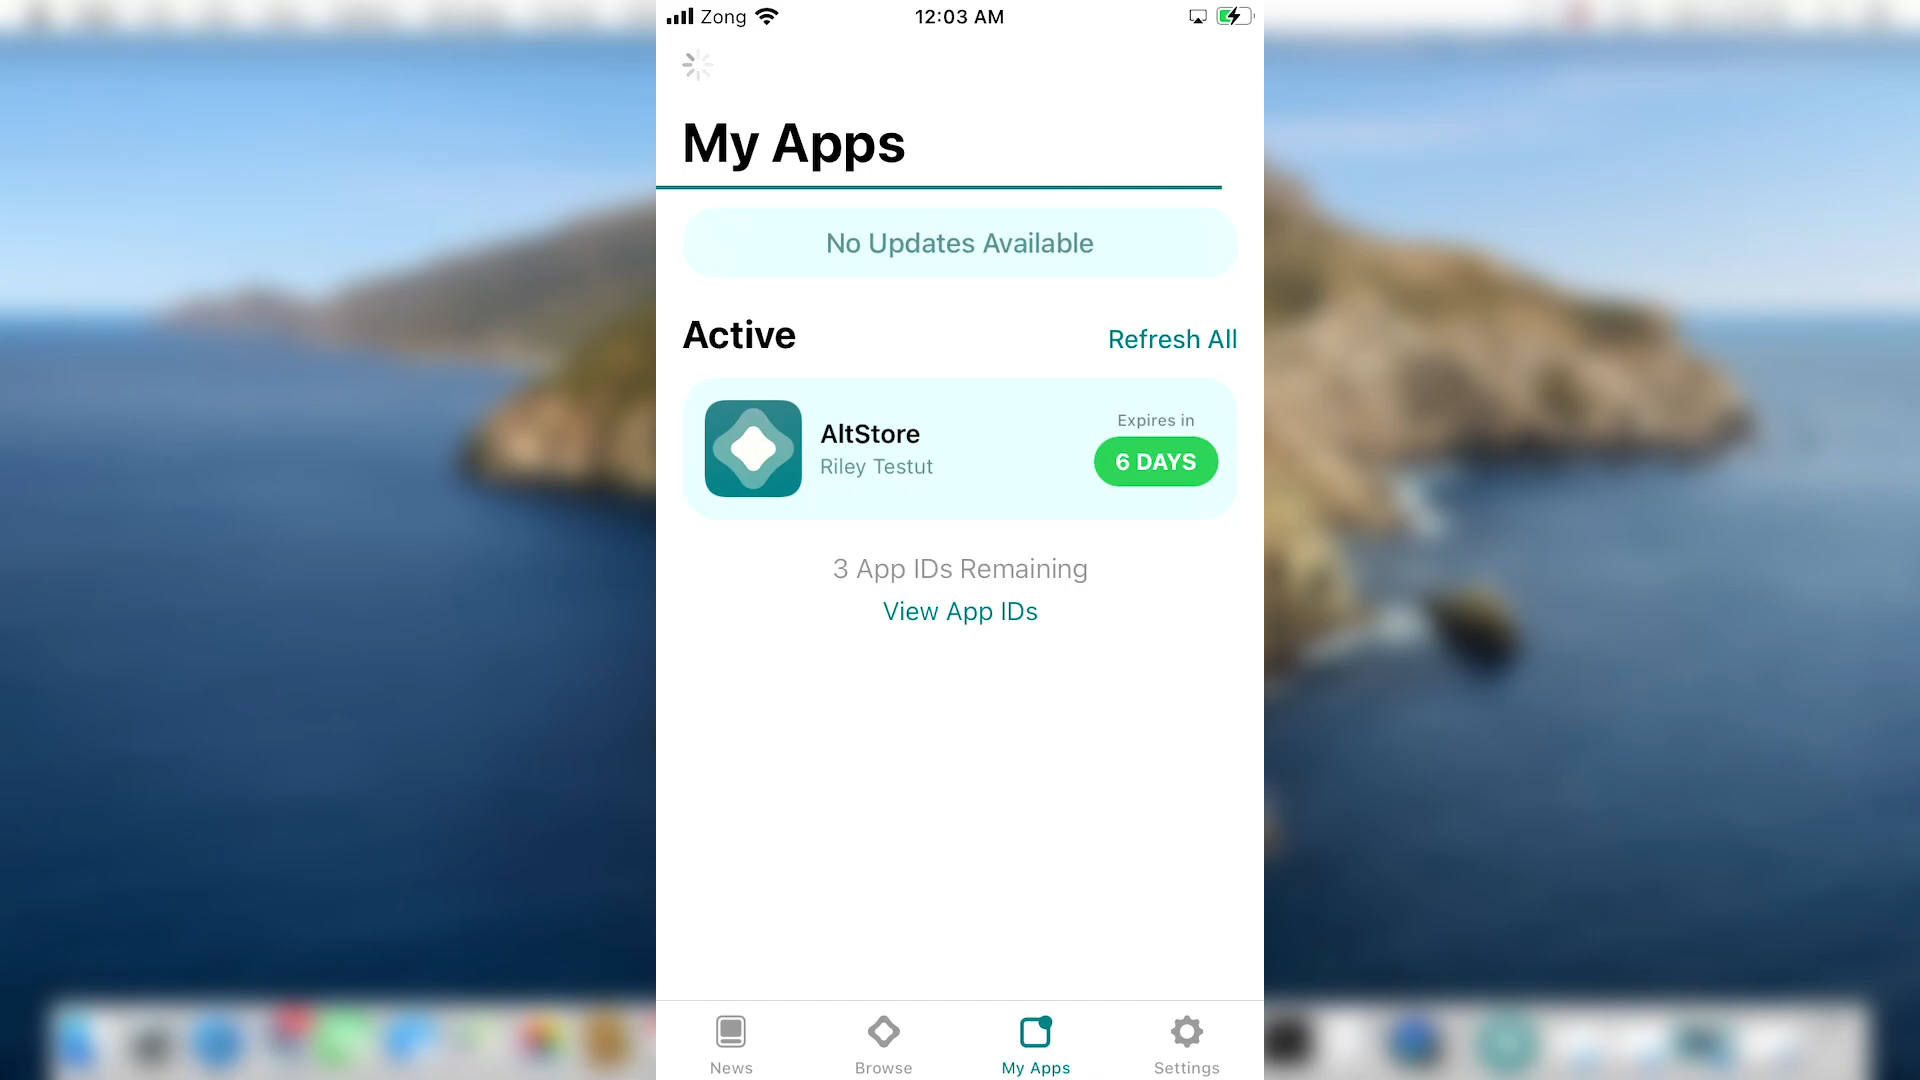 Zong 12:03 AM
My Apps
No Updates Available
Active Refresh All
AltStore
Riley Testut
Expires in
6 DAYS
3 App IDs Remaining
View App IDs
News Browse My Apps Settings